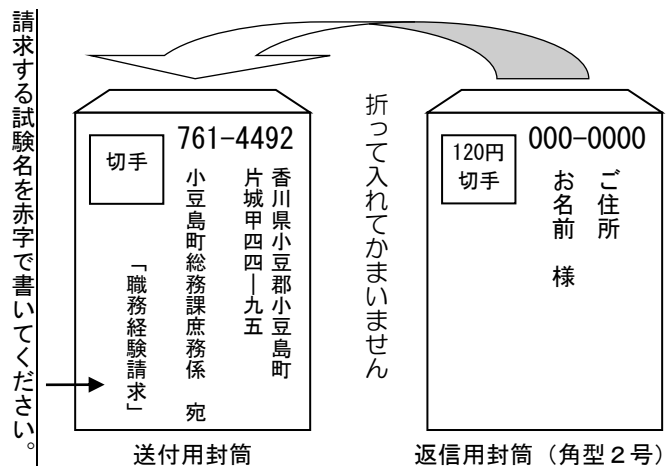 請求する試験名を赤字で書いてください。
切手
761-4492
香川県小豆郡小豆島町
片城甲四四―九五
小豆島町総務課庶務係　宛
「職務経験請求」
送付用封筒
折って入れてかまいません
120円
切手
000-0000
ご住所
お名前　様
返信用封筒（角型２号）